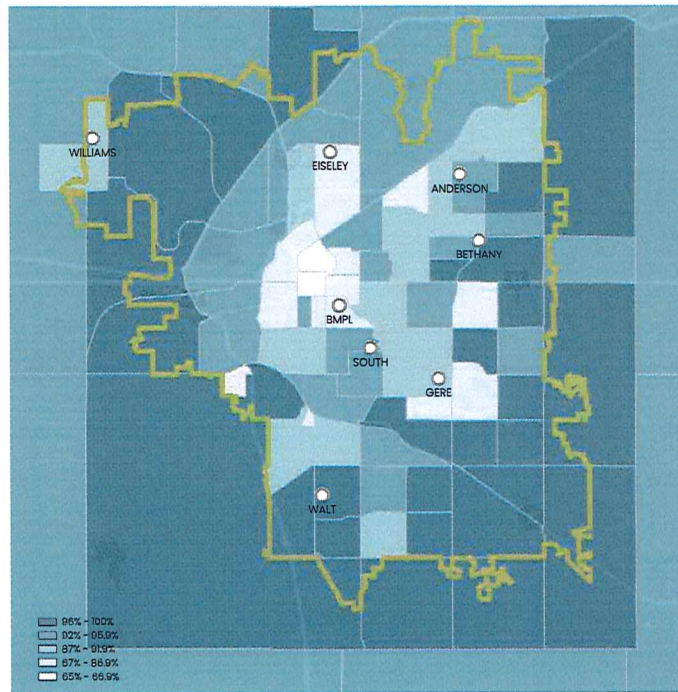 WILLIAMS
EISELEY
ANDERSON
BETHANY
BMPL
SOUTH
GERE
WALT
96% - 100%
92% - 95.9%
87% - 91.9%
67% - 86.9%
65% - 66.9%